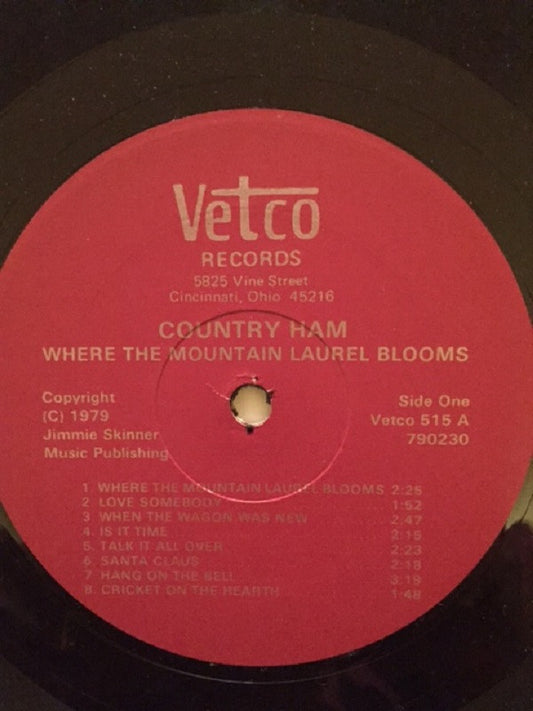 Vetco
RECORDS
5825 Vine Street
Cincinnati, Ohio 45216
COUNTRY HAM
WHERE THE MOUNTAIN LAUREL BLOOMS
Copyright
(C) 1979
Jimmie Skinner
Music Publishing
Side One
Vetco 515 A
790230
1. WHERE THE MOUNTAIN LAUREL BLOOMS 2:25
2 LOVE SOMEBODY 1:52
3 WHEN THE WAGON WAS NEW 2:47
4. IS IT TIME 2:15
5. TALK IT ALL OVER 2:23
6. SANTA CLAUS 2:18
7 HANG ON THE BELL 3:19
8. CRICKET ON THE HEARTH 1:48